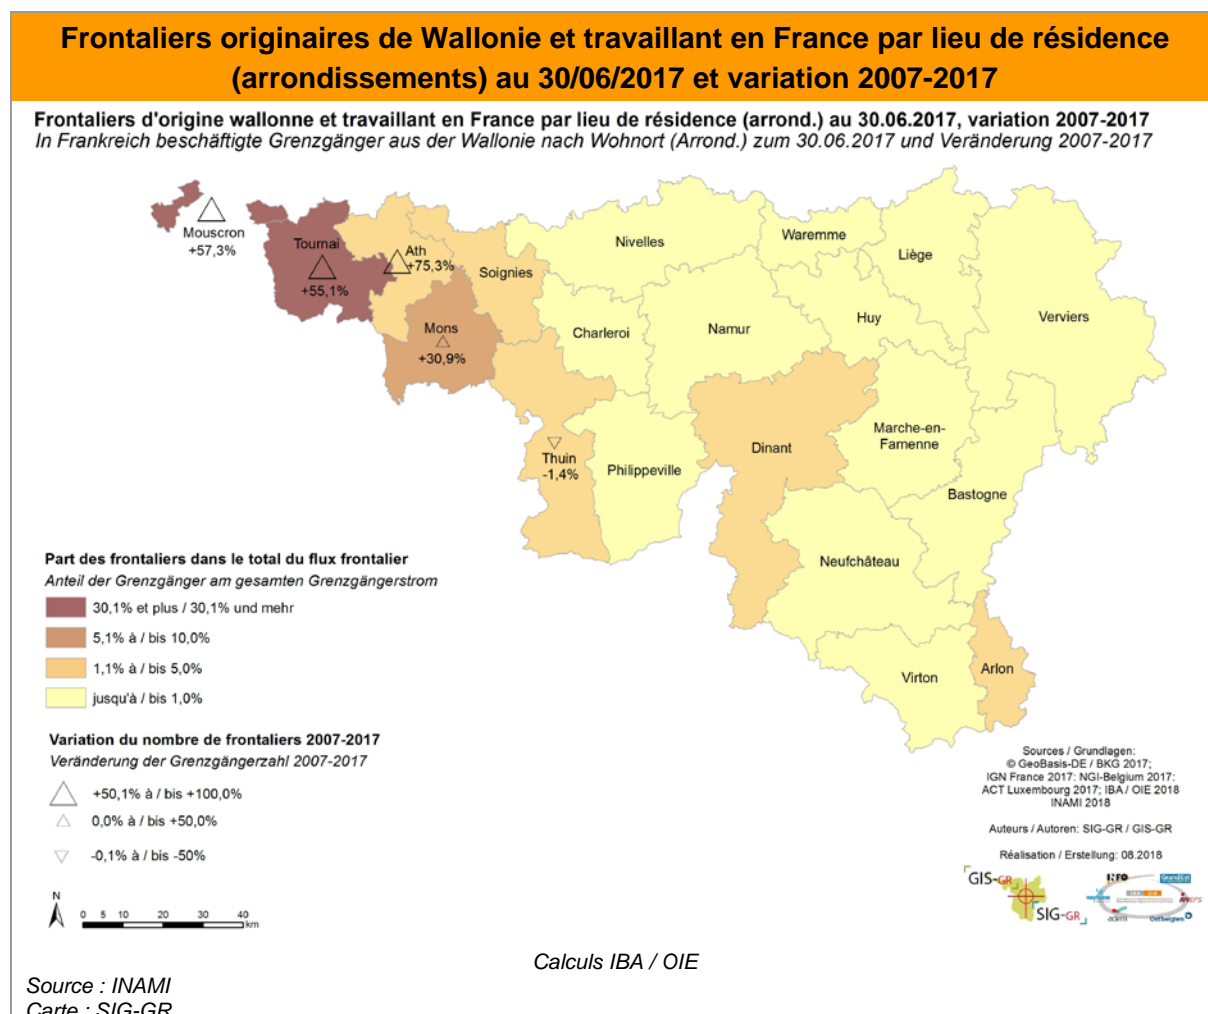 Frontaliers originaires de Wallonie et travaillant en France par lieu de résidence
(arrondissements) au 30/06/2017 et variation 2007-2017
Frontaliers d'origine wallonne et travaillant en France par lieu de résidence (arrond.) au 30.06.2017, variation 2007-2017
In Frankreich beschäftigte Grenzgänger aus der Wallonie nach Wohnort (Arrond.) zum 30.06.2017 und Veränderung 2007-2017
Mouscron
+57,3%
Tournai
+55,1%
Ath
+75,3%
Soignies
Mons
+30,9%
Nivelles
Waremme
Liège
Charleroi
Namur
Huy
Verviers
Thuin
-1,4%
Philippeville
Dinant
Marche-en-
Famenne
Bastogne
Neufchâteau
Virton
Arlon
Part des frontaliers dans le total du flux frontalier
Anteil der Grenzgänger am gesamten Grenzgängerstrom
30,1% et plus / 30,1% und mehr
5,1% à / bis 10,0%
1,1% à / bis 5,0%
jusqu'à / bis 1,0%
Variation du nombre de frontaliers 2007-2017
Veränderung der Grenzgängerzahl 2007-2017
+50,1% à / bis +100,0%
0,0% à / bis +50,0%
-0,1% à / bis -50%
N
0 5 10 20 30 40
km
Sources / Grundlagen:
© GeoBasis-DE / BKG 2017;
IGN France 2017: NGI-Belgium 2017:
ACT Luxembourg 2017; IBA / OIE 2018
INAMI 2018
Auteurs / Autoren: SIG-GR / GIS-GR
Réalisation / Erstellung: 08.2018
GIS-GR
SIG-GR
INFO
GrandEst
adem
Ostbelgien
Calculs IBA / OIE
Source : INAMI
Carte : SIG-GR